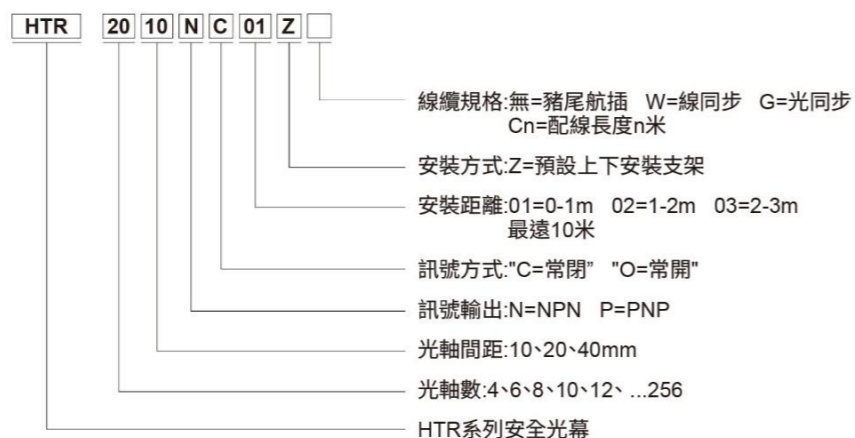 HTR 20 10 N C 01 Z
線纜規格:無=豬尾航插 W=線同步 G=光同步
Cn=配線長度n米
安裝方式:Z=預設上下安裝支架
安裝距離:01=0-1m 02=1-2m 03=2-3m
最遠10米
訊號方式:"C=常閉” "O=常開"
訊號輸出:N=NPN P=PNP
光軸間距:10、20、40mm
光軸數:4、6、8、10、12、...256
HTR系列安全光幕